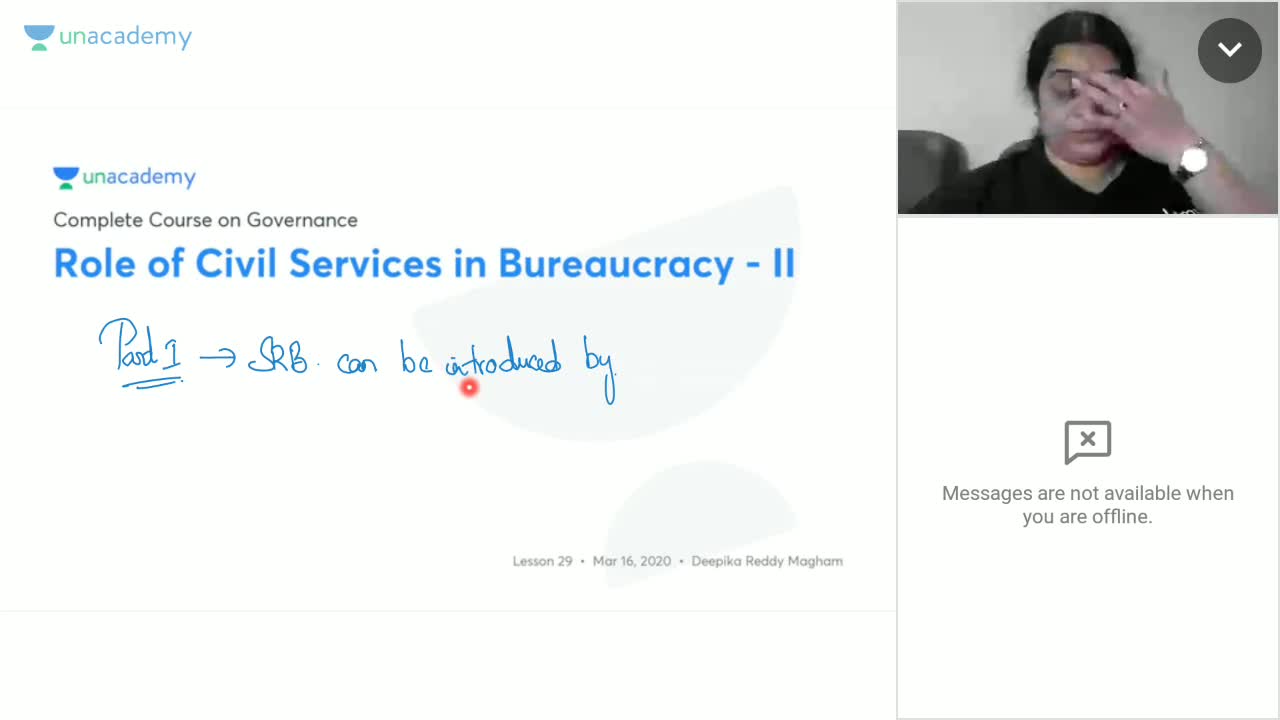 unacademy
unacademy
Complete Course on Governance
Role of Civil Services in Bureaucracy - II
→ SRB. can be introduced by
Lesson 29 • Mar 16, 2020 • Deepika Reddy Magham
Messages are not available when
you are offline.